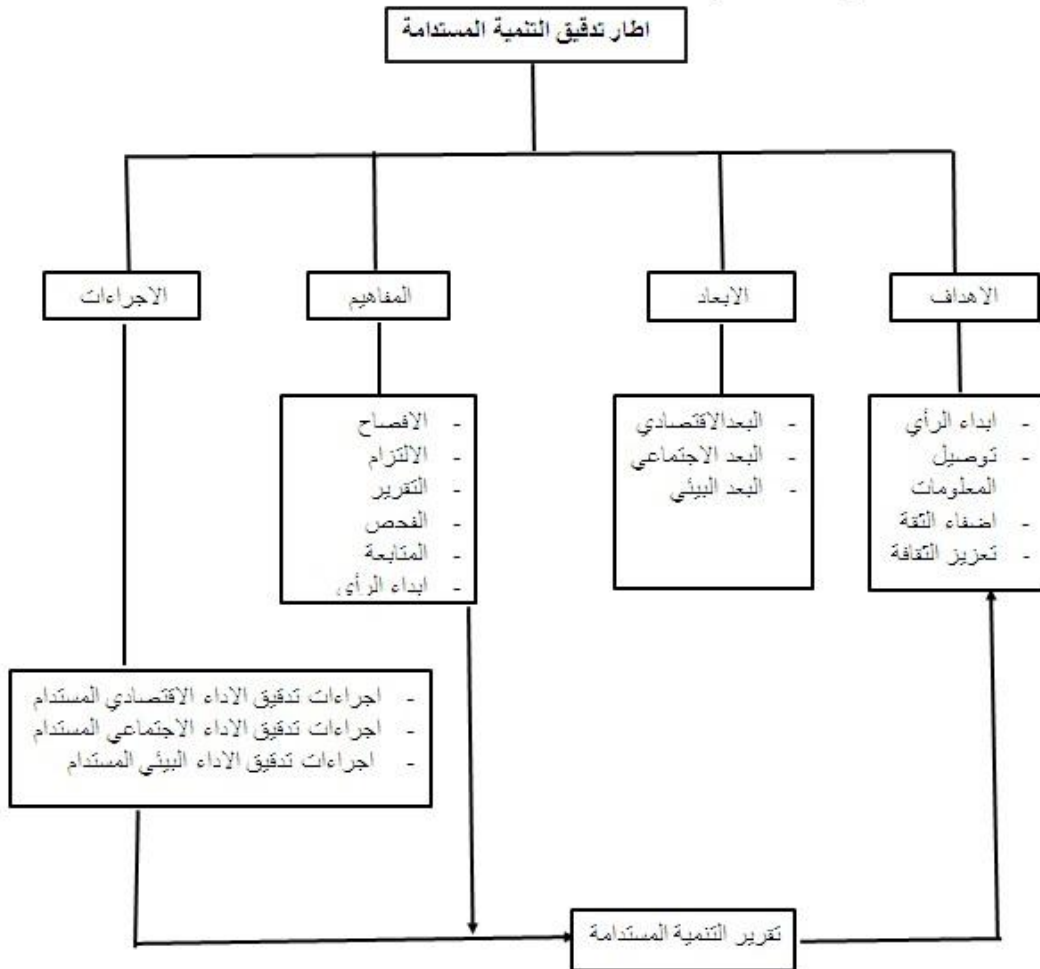 اطار تدقيق التنمية المستدامة
الاهداف
الابعاد
المفاهيم
الاجراءات
- ابداء الرأي
- توصيل
المعلومات
- اضفاء الثقة
- تعزيز الثقافة
- البعدالاقتصادي
- البعد الاجتماعي
- البعد البيئي
- الافصاح
- الالتزام
- التقرير
- الفحص
- المتابعة
- ابداء الرأي
- اجراءات تدقيق الاداء الاقتصادي المستدام
- اجراءات تدقيق الاداء الاجتماعي المستدام
- اجراءات تدقيق الاداء البيئي المستدام
تقرير التنمية المستدامة